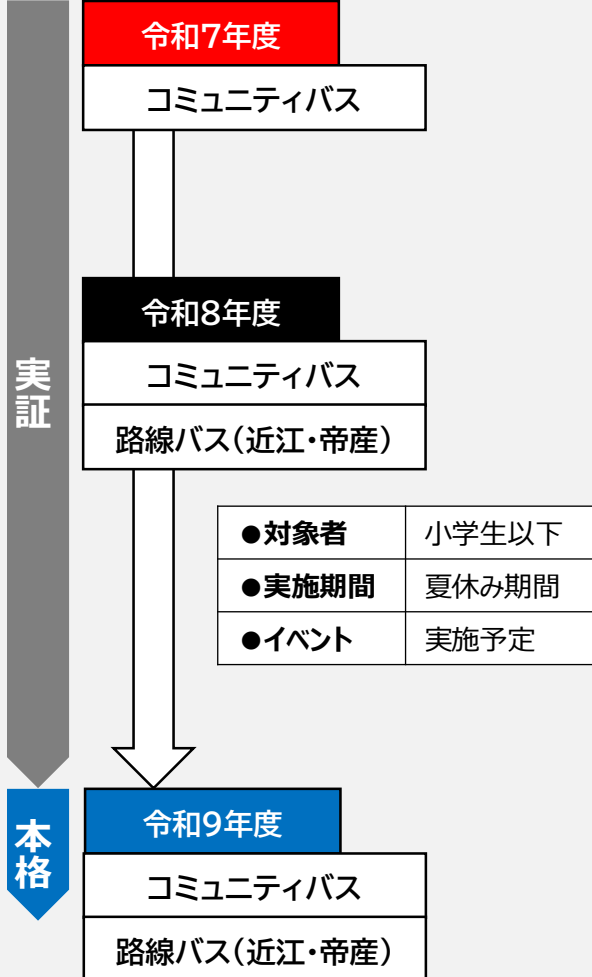 令和7年度
コミュニティバス
実証
令和8年度
コミュニティバス
路線バス(近江・帝産)
●対象者 小学生以下
●実施期間 夏休み期間
●イベント 実施予定
本格
令和9年度
コミュニティバス
路線バス(近江・帝産)